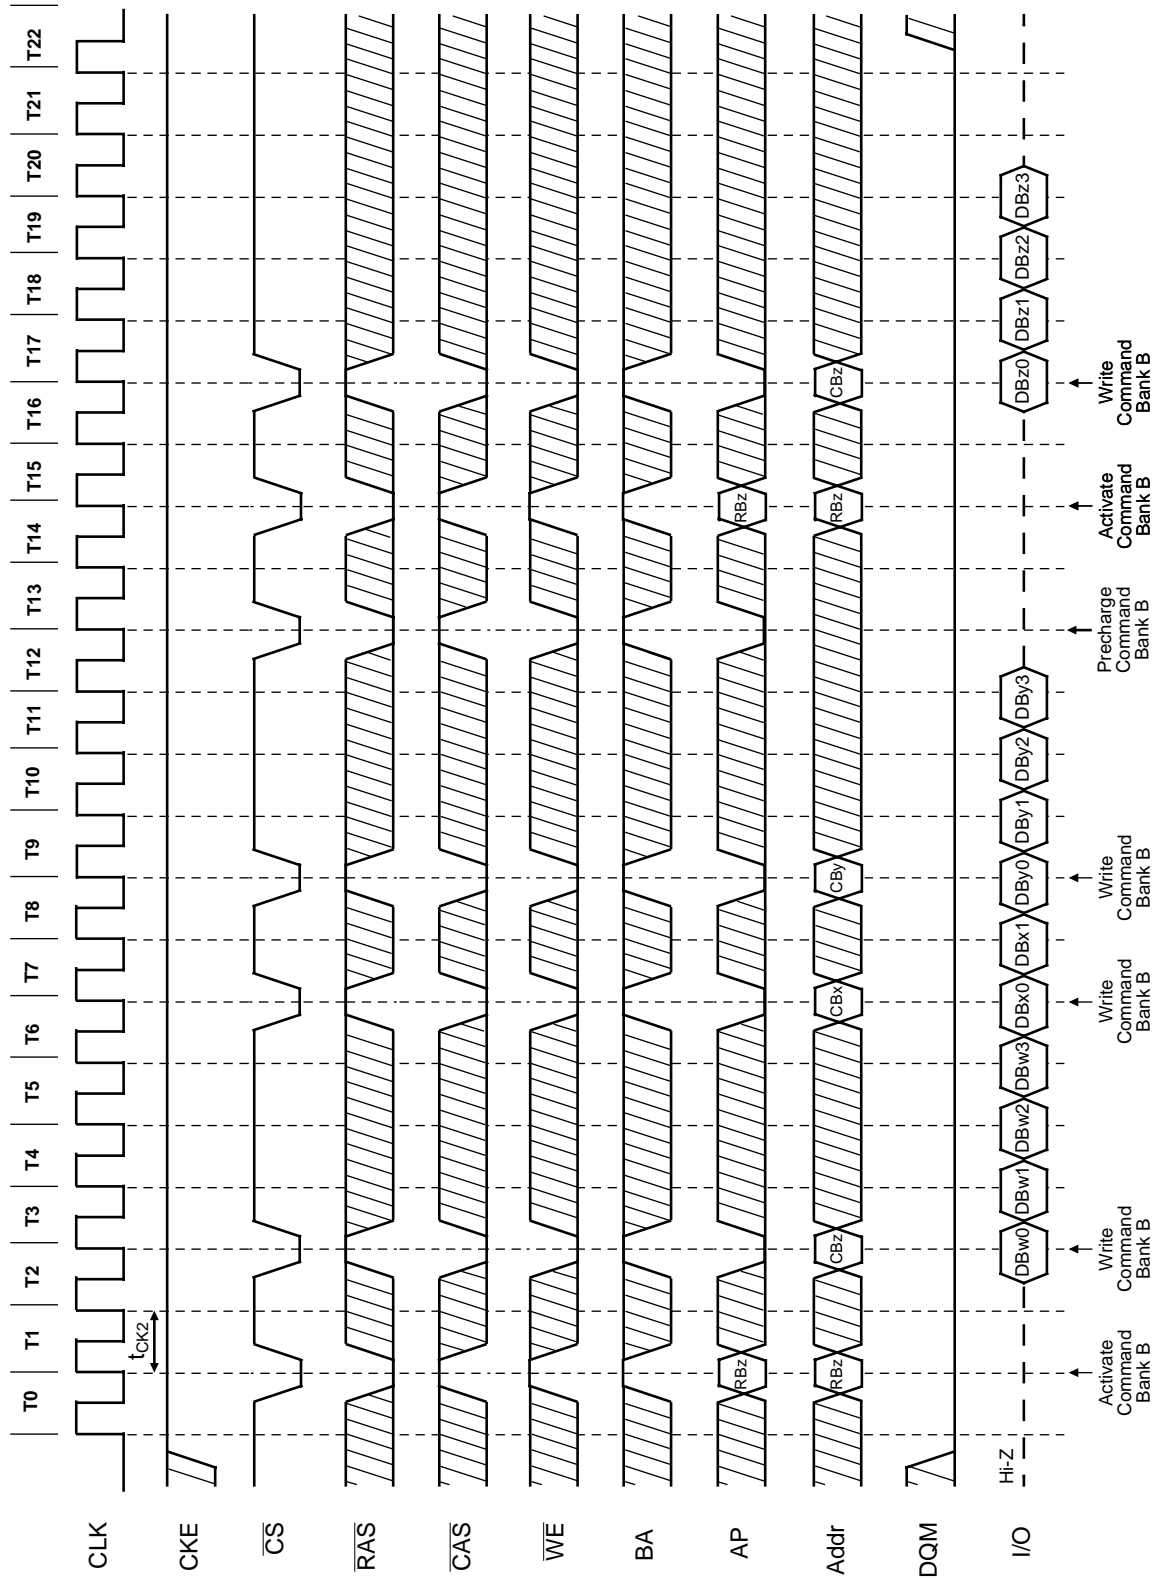 T0 T1 T2 T3 T4 T5 T6 T7 T8 T9 T10 T11 T12 T13 T14 T15 T16 T17 T18 T19 T20 T21 T22
CLK
tCK2
CKE
CS
RAS
CAS
WE
BA
AP
RBz RBz
Addr
RBz CBz CBx CBy RBz CBz
DQM
I/O
Hi-Z
DBw0 DBw1 DBw2 DBw3 DBx0 DBx1 DBy0 DBy1 DBy2 DBy3 DBz0 DBz1 DBz2 DBz3
Activate
Command
Bank B
Write
Command
Bank B
Write
Command
Bank B
Write
Command
Bank B
Precharge
Command
Bank B
Activate
Command
Bank B
Write
Command
Bank B